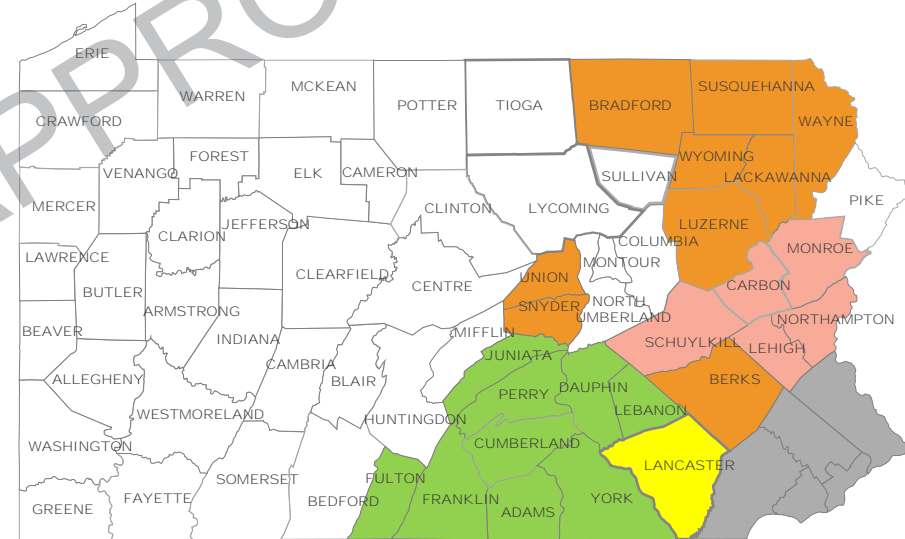 ERIE
WARREN
MCKEAN
POTTER
TIOGA
BRADFORD
SUSQUEHANNA
WAYNE
CRAWFORD
FOREST
VENANGO
ELK
CAMERON
SULLIVAN
WYOMING
LACKAWANNA
PIKE
MERCER
CLARION
JEFFERSON
CLINTON
LYCOMING
COLUMBIA
LUZERNE
MONROE
LAWRENCE
BUTLER
CLEARFIELD
CENTRE
UNION
MONTOUR
CARBON
ARMSTRONG
SNYDER
NORTH
UMBERLAND
NORTHAMPTON
BEAVER
INDIANA
MIFFLIN
JUNIATA
SCHUYLKILL
LEHIGH
ALLEGHENY
CAMBRIA
BLAIR
PERRY
DAUPHIN
BERKS
WESTMORELAND
HUNTINGDON
LEBANON
WASHINGTON
CUMBERLAND
LANCASTER
GREENE
FAYETTE
SOMERSET
BEDFORD
FULTON
FRANKLIN
ADAMS
YORK
APPRO